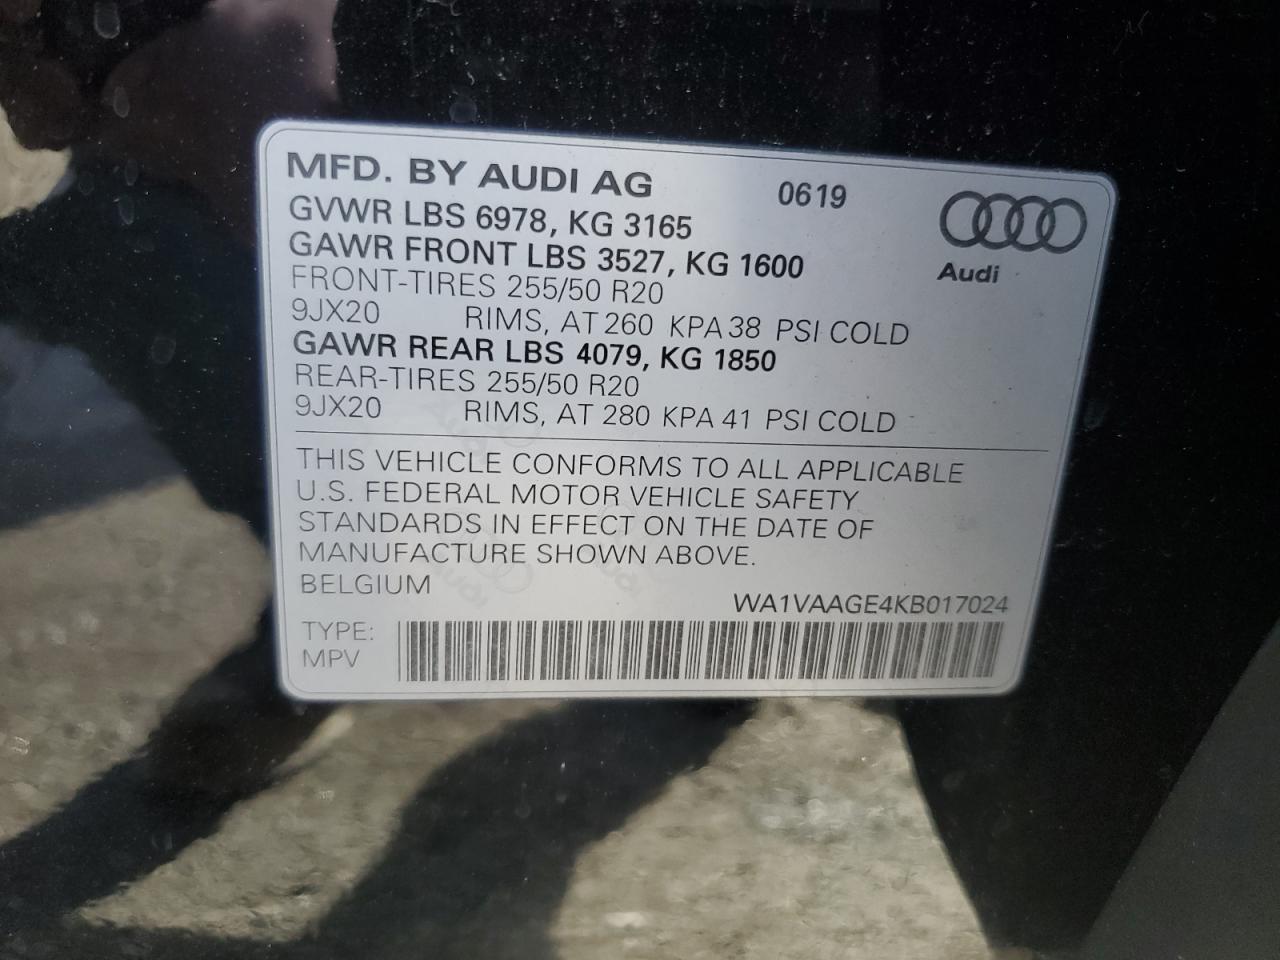 MFD. BY AUDI AG 0619
GVWR LBS 6978, KG 3165
GAWR FRONT LBS 3527, KG 1600
Audi
FRONT-TIRES 255/50 R20
9JX20 RIMS, AT 260 KPA 38 PSI COLD
GAWR REAR LBS 4079, KG 1850
REAR-TIRES 255/50 R20
9JX20 RIMS, AT 280 KPA 41 PSI COLD
THIS VEHICLE CONFORMS TO ALL APPLICABLE
U.S. FEDERAL MOTOR VEHICLE SAFETY
STANDARDS IN EFFECT ON THE DATE OF
MANUFACTURE SHOWN ABOVE.
BELGIUM
WA1VAAGE4KB017024
TYPE:
MPV